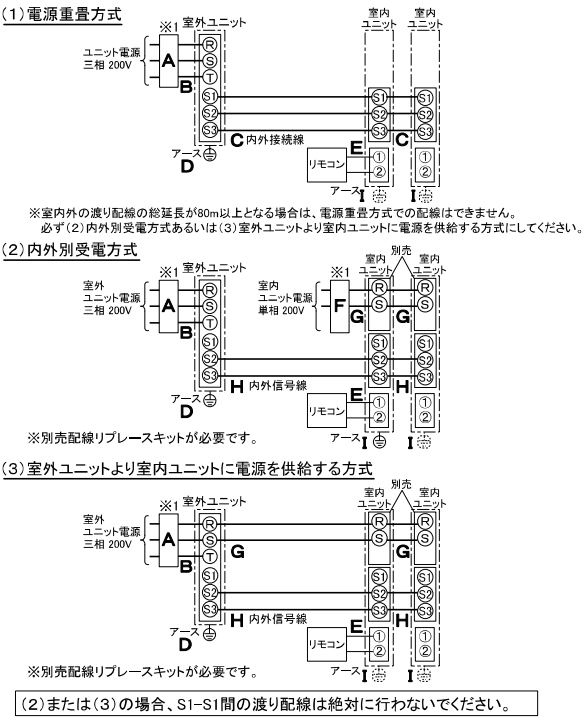 (1)電源重畳方式
※1
室外ユニット
室内
ユニット
室内
ユニット
ユニット電源
三相 200V
A
B
R
S
T
S1
S2
S3
S1
S2
S3
S1
S2
S3
C 内外接続線
C
アース
D
E
リモコン
①
②
①
②
アース I
I
※室内外の渡り配線の総延長が80m以上となる場合は、電源重畳方式での配線はできません。
必ず(2)内外別受電方式あるいは(3)室外ユニットより室内ユニットに電源を供給する方式にしてください。
(2)内外別受電方式
別売
※1
室外ユニット
※1
室内
ユニット
室内
ユニット
室外
ユニット電源
三相 200V
A
B
R
S
T
S1
S2
S3
室内
ユニット電源
単相 200V
F
G
R
S
G
R
S
S1
S2
S3
S1
S2
S3
H 内外信号線
H
アース
D
E
リモコン
①
②
①
②
アース I
I
※別売配線リプレースキットが必要です。
(3)室外ユニットより室内ユニットに電源を供給する方式
別売
※1
室外ユニット
室内
ユニット
室内
ユニット
室外
ユニット電源
三相 200V
A
B
R
S
T
S1
S2
S3
G
R
S
G
R
S
S1
S2
S3
S1
S2
S3
H 内外信号線
H
アース
D
E
リモコン
①
②
①
②
アース I
I
※別売配線リプレースキットが必要です。
(2)または(3)の場合、S1-S1間の渡り配線は絶対に行わないでください。